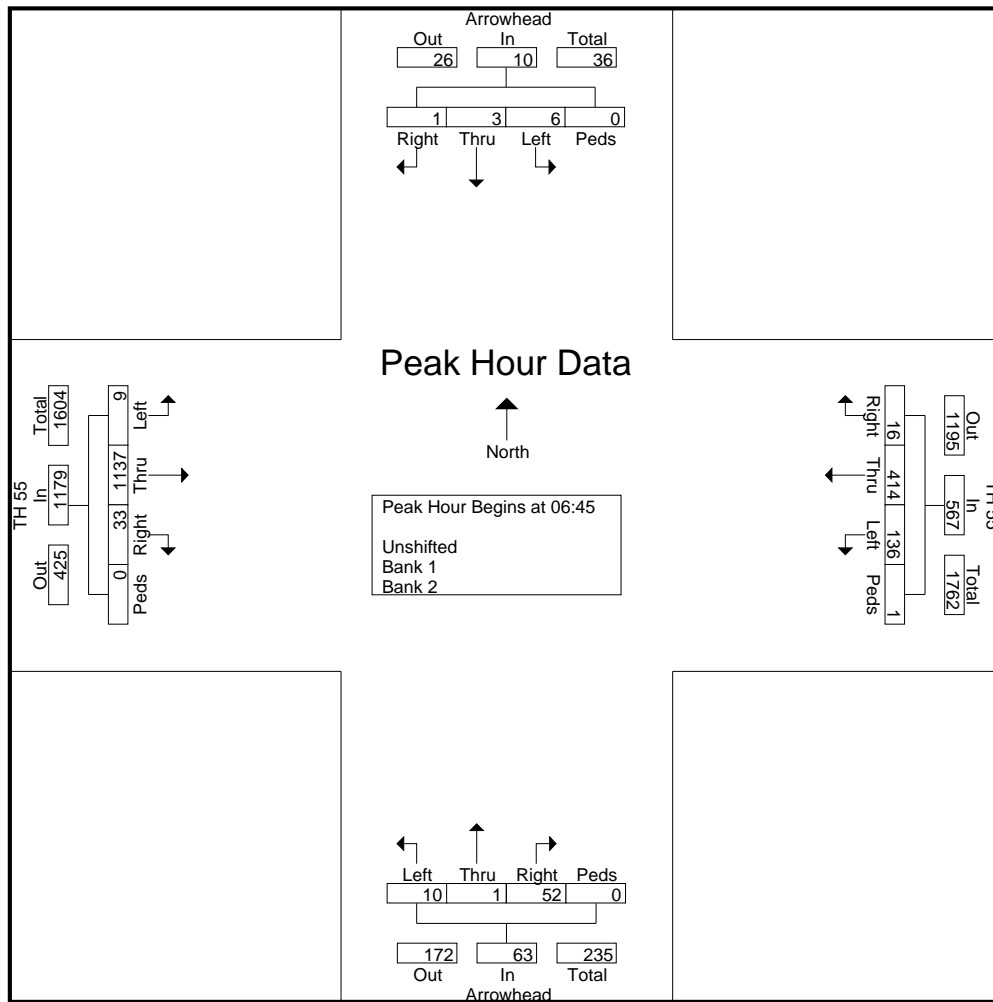 Arrowhead
Out In Total
26 10 36
1 3 6 0
Right Thru Left Peds
Peak Hour Data
North
Peak Hour Begins at 06:45
Unshifted
Bank 1
Bank 2
TH 55
Total In Out
1604 1179 425
9 1137 33 0
Left Thru Right Peds
Right Thru Left Peds
16 414 136 1
1195 567 1762
Out In Total
TH 55
Left Thru Right Peds
10 1 52 0
172 63 235
Out In Total
Arrowhead